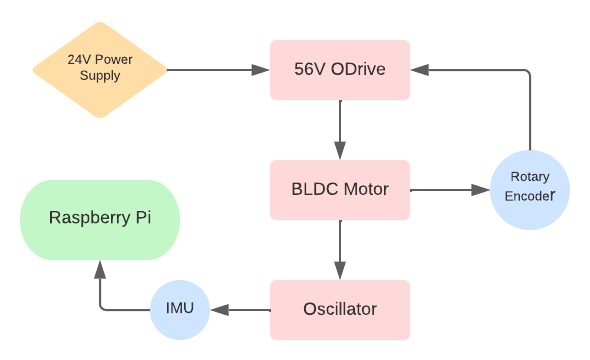 24V Power
Supply
56V ODrive
BLDC Motor
Rotary
Encoder
Raspberry Pi
IMU
Oscillator